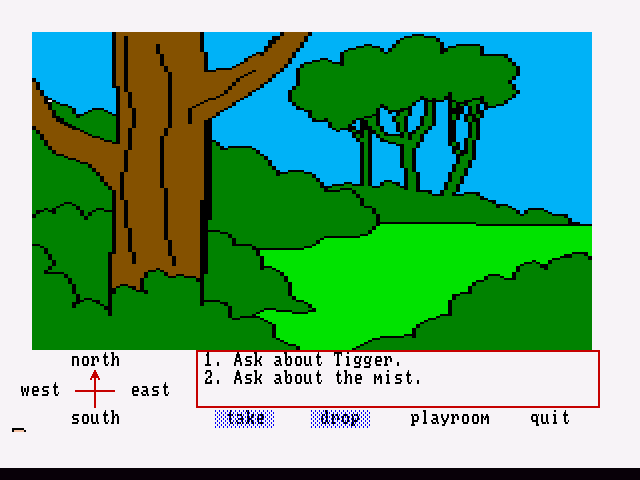 north
west east
south
1. Ask about Tigger.
2. Ask about the mist.
take drop playroom quit